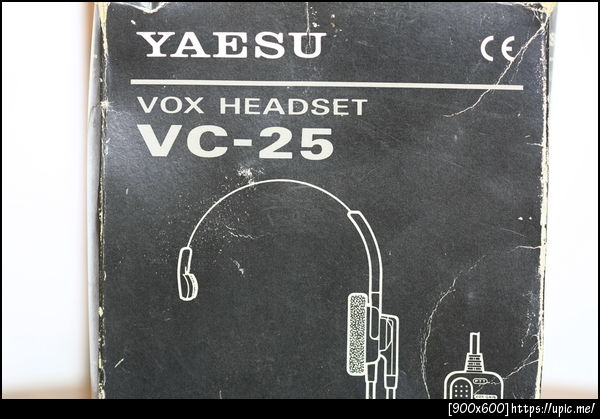 YAESU
CE
VOX HEADSET
VC-25
[900x600]https://upic.me/